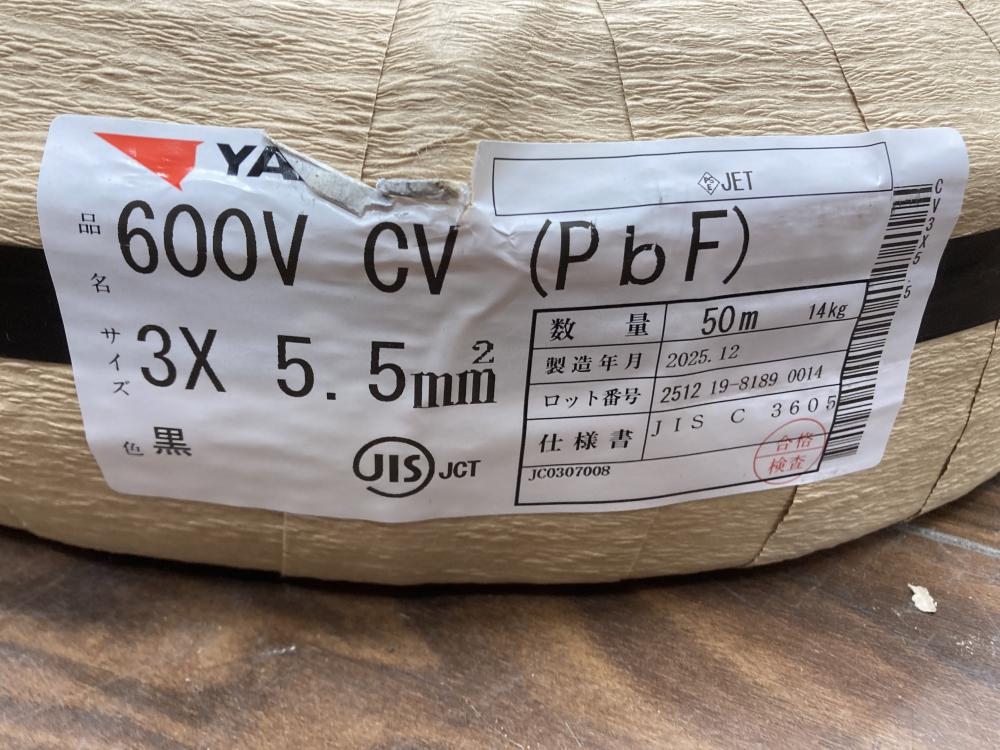 YA
PSE JET
品名 600V CV (PbF)
サイズ 3X 5.5mm²
色 黒
JIS JCT
数量 50m 14kg
製造年月 2025.12
ロット番号 2512 19-8189 0014
仕様書 JIS C 3605
JC0307008
合格
検査
CV3X5.5